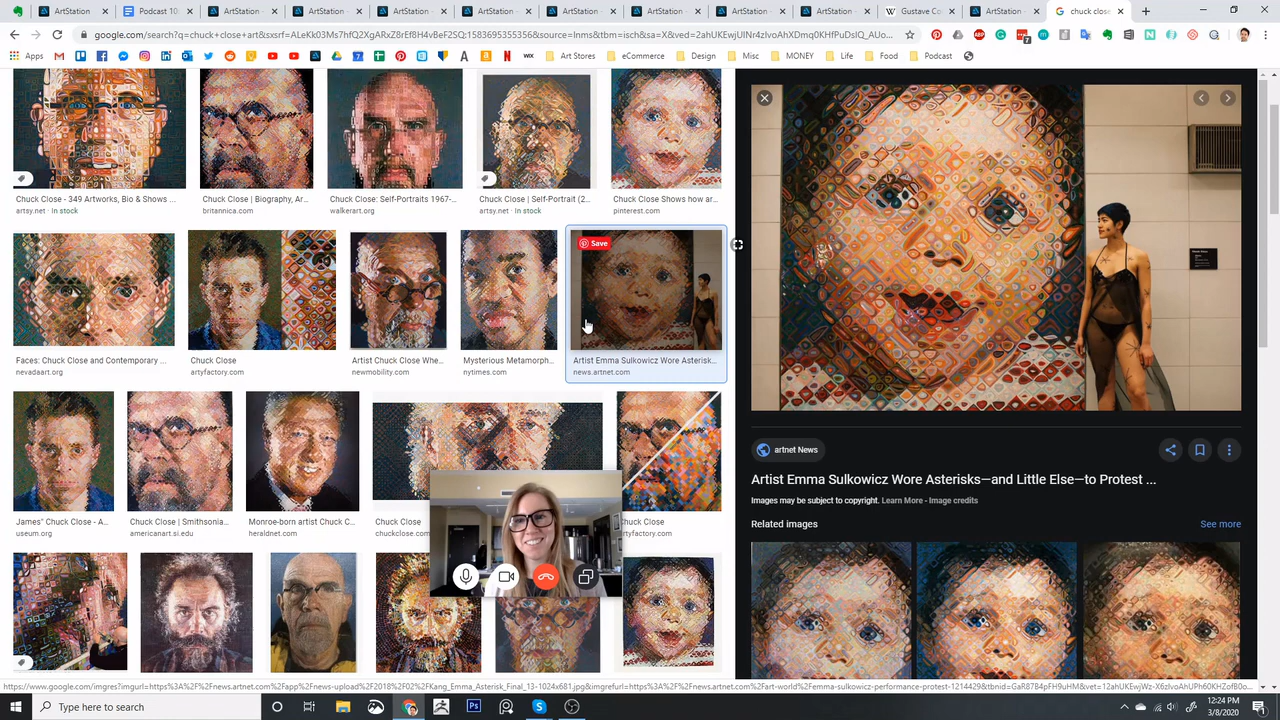 ArtStation
Podcast 10
ArtStation
ArtStation
ArtStation
ArtStation
ArtStation
ArtStation
ArtStation
ArtStation
ArtStation
Gustave Co
ArtStation
chuck close
Apps
Art Stores
eCommerce
Design
Misc
MONEY
Life
Food
Podcast
Chuck Close - 349 Artworks, Bio & Shows ...
artsy.net · In stock
Chuck Close | Biography, Ar...
britannica.com
Chuck Close: Self-Portraits 1967-...
walkerart.org
Chuck Close | Self-Portrait (2...
artsy.net · In stock
Chuck Close Shows how ar...
pinterest.com
Save
Faces: Chuck Close and Contemporary ...
nevadaart.org
Chuck Close
artyfactory.com
Artist Chuck Close Whe...
newmobility.com
Mysterious Metamorph...
nytimes.com
Artist Emma Sulkowicz Wore Asterisk...
news.artnet.com
James" Chuck Close - A...
useum.org
Chuck Close | Smithsonia...
americanart.si.edu
Monroe-born artist Chuck C...
heraldnet.com
Chuck Close
chuckclose.com
Chuck Close
artyfactory.com
artnet News
Artist Emma Sulkowicz Wore Asterisks—and Little Else—to Protest ...
Images may be subject to copyright. Learn More - Image credits
Related images
See more
Type here to search
12:24 PM
3/8/2020